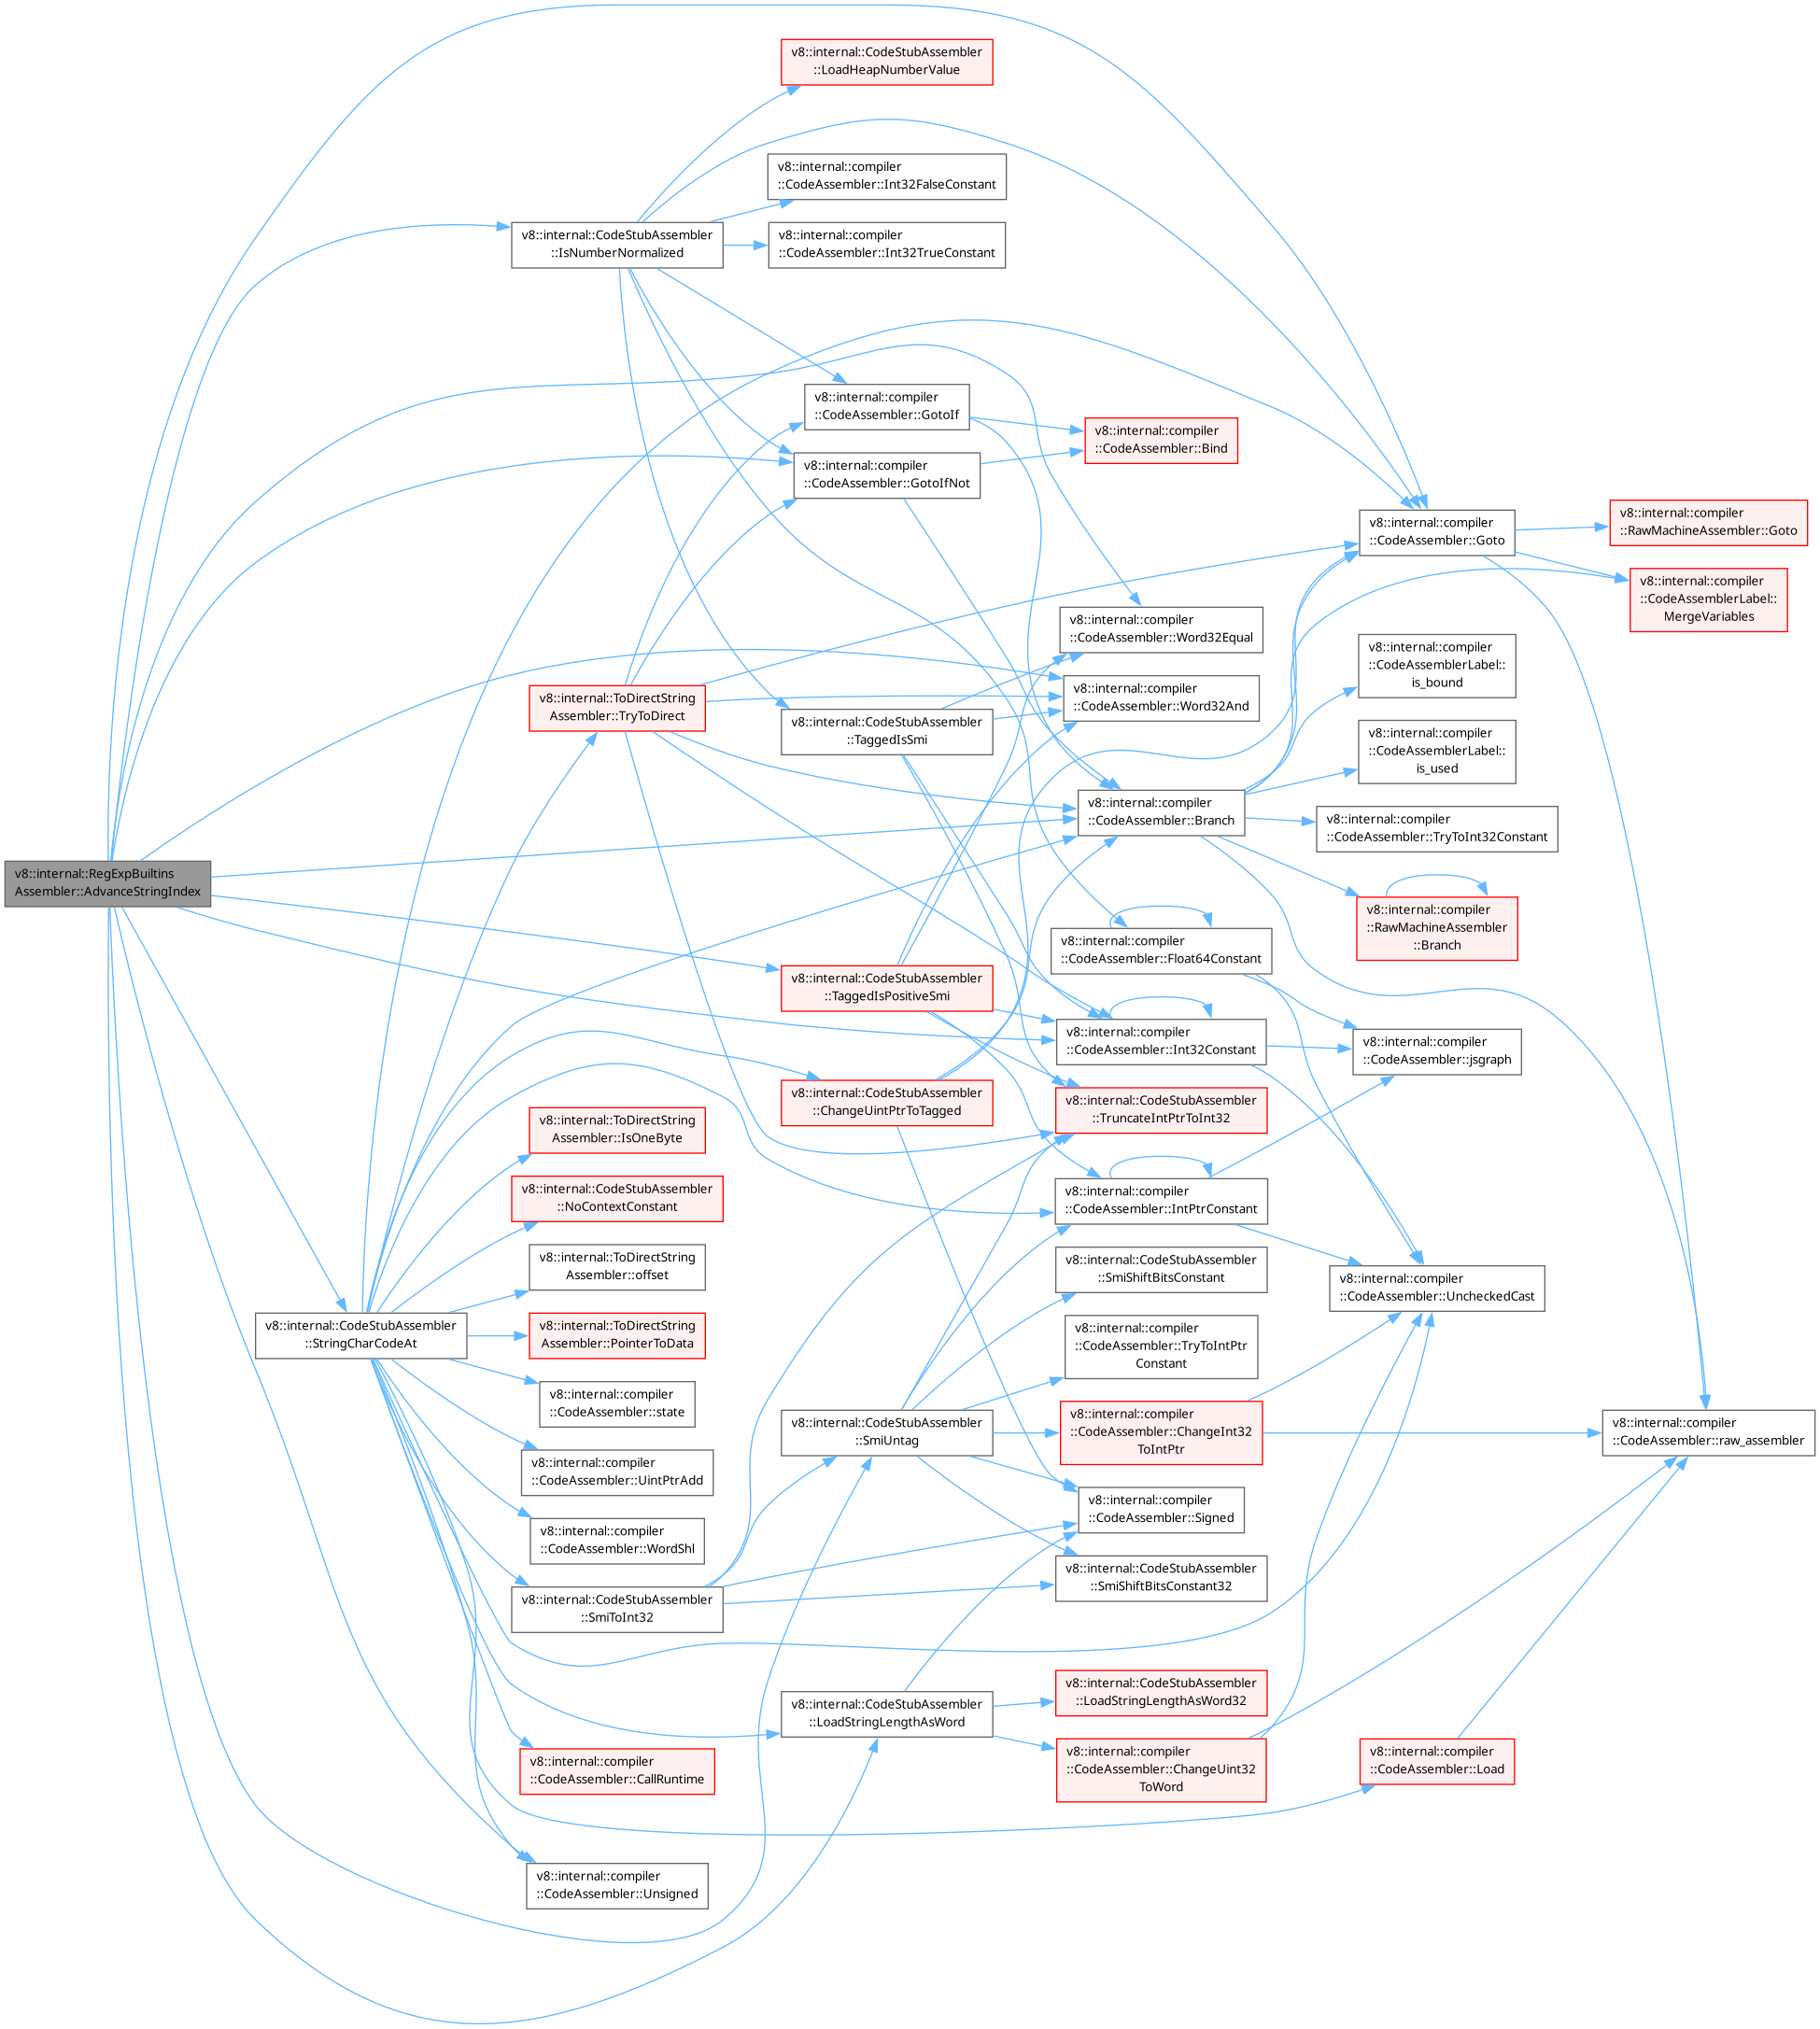 v8::internal::CodeStubAssembler
::LoadHeapNumberValue
v8::internal::compiler
::CodeAssembler::Int32FalseConstant
v8::internal::CodeStubAssembler
::IsNumberNormalized
v8::internal::compiler
::CodeAssembler::Int32TrueConstant
v8::internal::compiler
::CodeAssembler::GotoIf
v8::internal::compiler
::CodeAssembler::Bind
v8::internal::compiler
::CodeAssembler::GotoIfNot
v8::internal::compiler
::CodeAssembler::Goto
v8::internal::compiler
::RawMachineAssembler::Goto
v8::internal::compiler
::CodeAssemblerLabel::
MergeVariables
v8::internal::compiler
::CodeAssembler::Word32Equal
v8::internal::compiler
::CodeAssemblerLabel::
is_bound
v8::internal::ToDirectString
Assembler::TryToDirect
v8::internal::compiler
::CodeAssembler::Word32And
v8::internal::CodeStubAssembler
::TaggedIsSmi
v8::internal::compiler
::CodeAssemblerLabel::
is_used
v8::internal::compiler
::CodeAssembler::Branch
v8::internal::compiler
::CodeAssembler::TryToInt32Constant
v8::internal::RegExpBuiltins
Assembler::AdvanceStringIndex
v8::internal::compiler
::RawMachineAssembler
::Branch
v8::internal::compiler
::CodeAssembler::Float64Constant
v8::internal::CodeStubAssembler
::TaggedIsPositiveSmi
v8::internal::compiler
::CodeAssembler::Int32Constant
v8::internal::compiler
::CodeAssembler::jsgraph
v8::internal::CodeStubAssembler
::ChangeUintPtrToTagged
v8::internal::CodeStubAssembler
::TruncateIntPtrToInt32
v8::internal::ToDirectString
Assembler::IsOneByte
v8::internal::CodeStubAssembler
::NoContextConstant
v8::internal::compiler
::CodeAssembler::IntPtrConstant
v8::internal::ToDirectString
Assembler::offset
v8::internal::CodeStubAssembler
::SmiShiftBitsConstant
v8::internal::compiler
::CodeAssembler::UncheckedCast
v8::internal::CodeStubAssembler
::StringCharCodeAt
v8::internal::ToDirectString
Assembler::PointerToData
v8::internal::compiler
::CodeAssembler::TryToIntPtr
Constant
v8::internal::compiler
::CodeAssembler::state
v8::internal::CodeStubAssembler
::SmiUntag
v8::internal::compiler
::CodeAssembler::ChangeInt32
ToIntPtr
v8::internal::compiler
::CodeAssembler::raw_assembler
v8::internal::compiler
::CodeAssembler::UintPtrAdd
v8::internal::compiler
::CodeAssembler::Signed
v8::internal::compiler
::CodeAssembler::WordShl
v8::internal::CodeStubAssembler
::SmiShiftBitsConstant32
v8::internal::CodeStubAssembler
::SmiToInt32
v8::internal::CodeStubAssembler
::LoadStringLengthAsWord32
v8::internal::CodeStubAssembler
::LoadStringLengthAsWord
v8::internal::compiler
::CodeAssembler::ChangeUint32
ToWord
v8::internal::compiler
::CodeAssembler::Load
v8::internal::compiler
::CodeAssembler::CallRuntime
v8::internal::compiler
::CodeAssembler::Unsigned